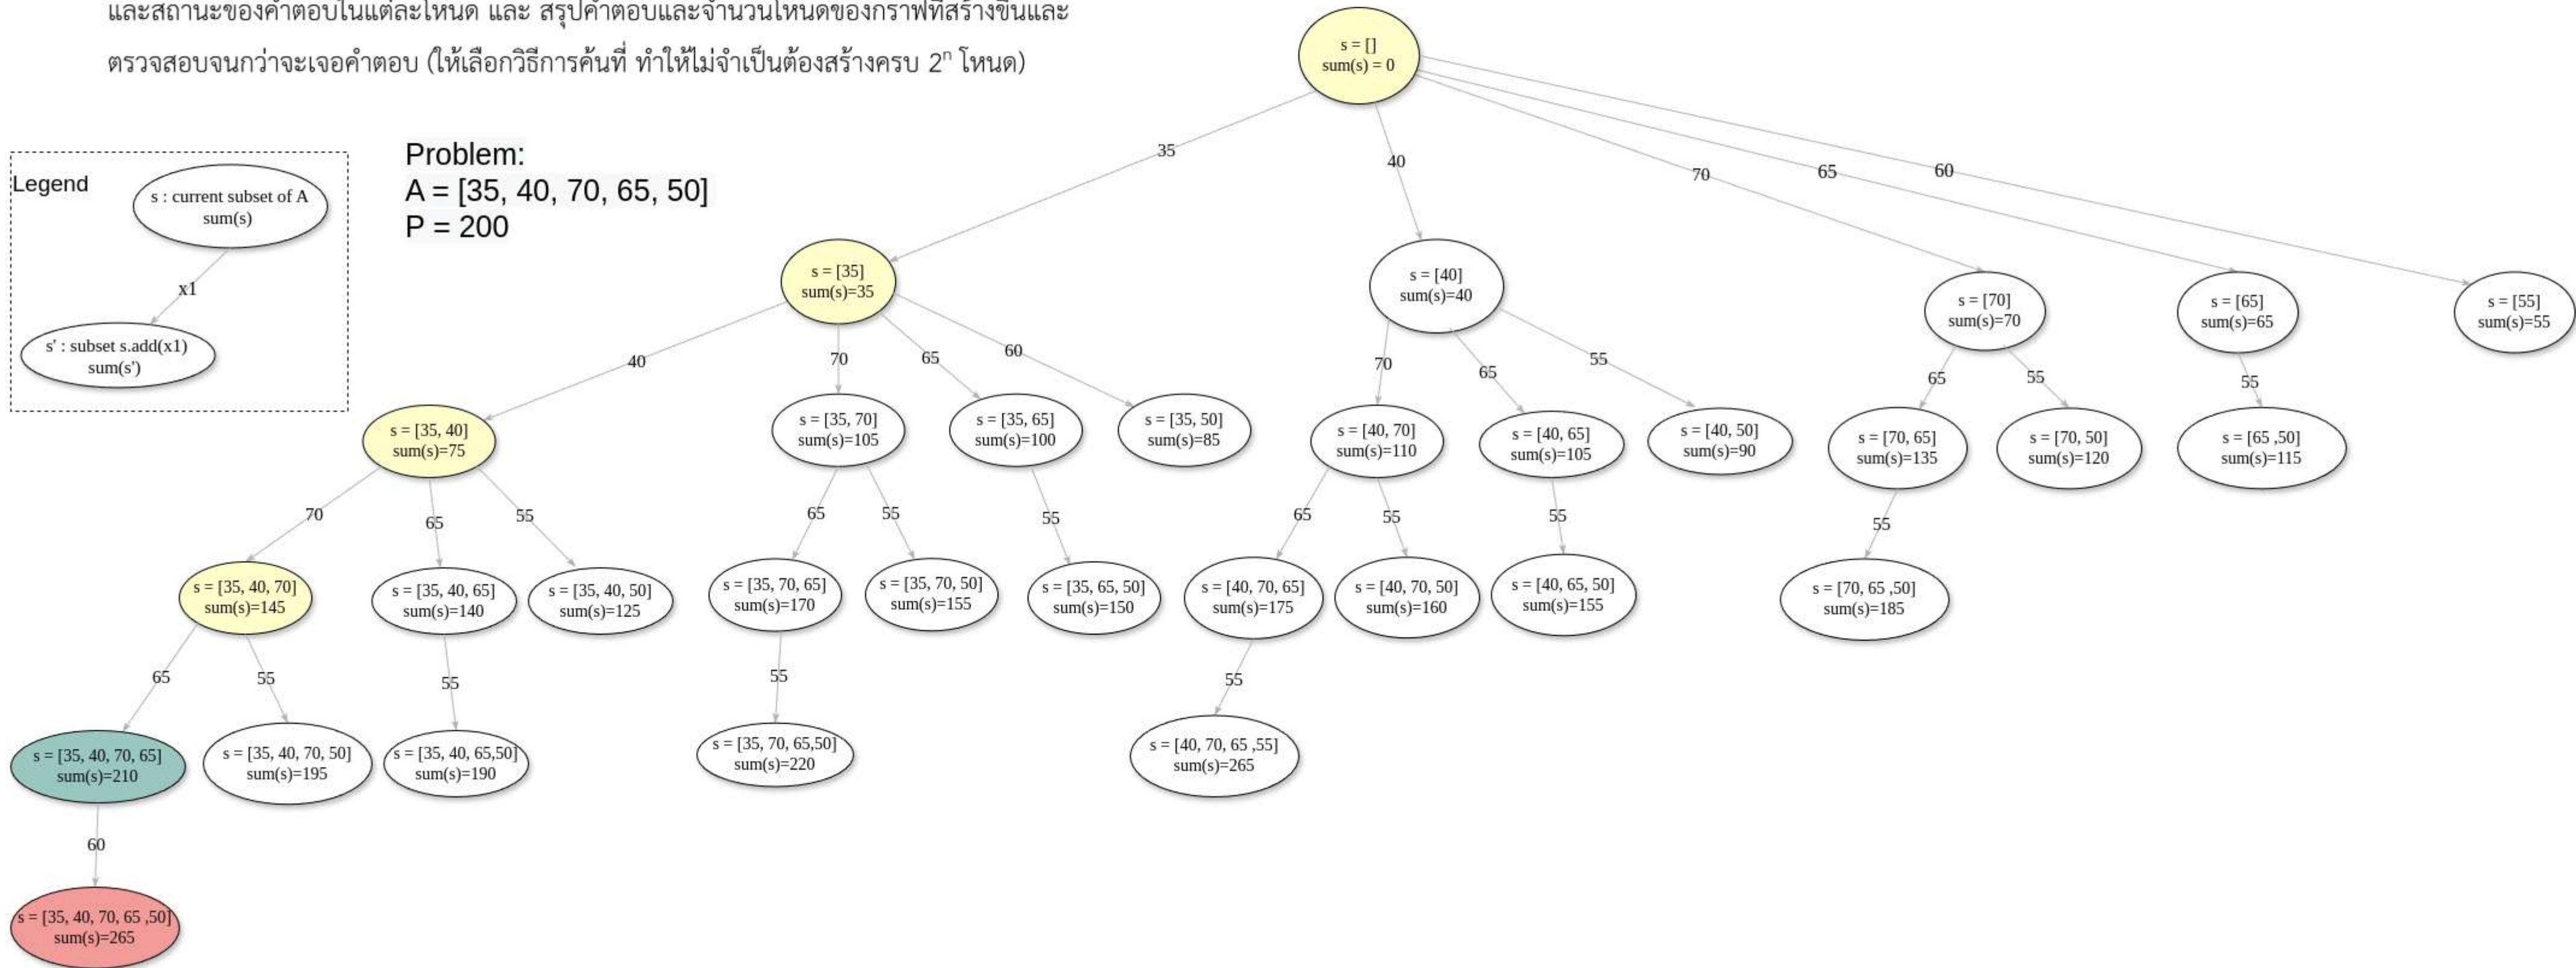 และสถานะของคำตอบในแต่ละโหนด และ สรุปคำตอบและจำนวนโหนดของกราฟที่สร้างขึ้นและ
ตรวจสอบจนกว่าจะเจอคำตอบ (ให้เลือกวิธีการค้นที่ ทำให้ไม่จำเป็นต้องสร้างครบ 2ⁿ โหนด)
Legend
s : current subset of A
sum(s)
x1
s' : subset s.add(x1)
sum(s')
Problem:
A = [35, 40, 70, 65, 50]
P = 200
s = []
sum(s) = 0
35
40
70
65
60
s = [35]
sum(s)=35
s = [40]
sum(s)=40
s = [70]
sum(s)=70
s = [65]
sum(s)=65
s = [55]
sum(s)=55
40
70
65
60
70
65
55
65
55
55
s = [35, 40]
sum(s)=75
s = [35, 70]
sum(s)=105
s = [35, 65]
sum(s)=100
s = [35, 50]
sum(s)=85
s = [40, 70]
sum(s)=110
s = [40, 65]
sum(s)=105
s = [40, 50]
sum(s)=90
s = [70, 65]
sum(s)=135
s = [70, 50]
sum(s)=120
s = [65 ,50]
sum(s)=115
70
65
55
65
55
55
65
55
55
55
s = [35, 40, 70]
sum(s)=145
s = [35, 40, 65]
sum(s)=140
s = [35, 40, 50]
sum(s)=125
s = [35, 70, 65]
sum(s)=170
s = [35, 70, 50]
sum(s)=155
s = [35, 65, 50]
sum(s)=150
s = [40, 70, 65]
sum(s)=175
s = [40, 70, 50]
sum(s)=160
s = [40, 65, 50]
sum(s)=155
s = [70, 65 ,50]
sum(s)=185
65
55
55
55
55
s = [35, 40, 70, 65]
sum(s)=210
s = [35, 40, 70, 50]
sum(s)=195
s = [35, 40, 65,50]
sum(s)=190
s = [35, 70, 65,50]
sum(s)=220
s = [40, 70, 65 ,55]
sum(s)=265
60
s = [35, 40, 70, 65 ,50]
sum(s)=265